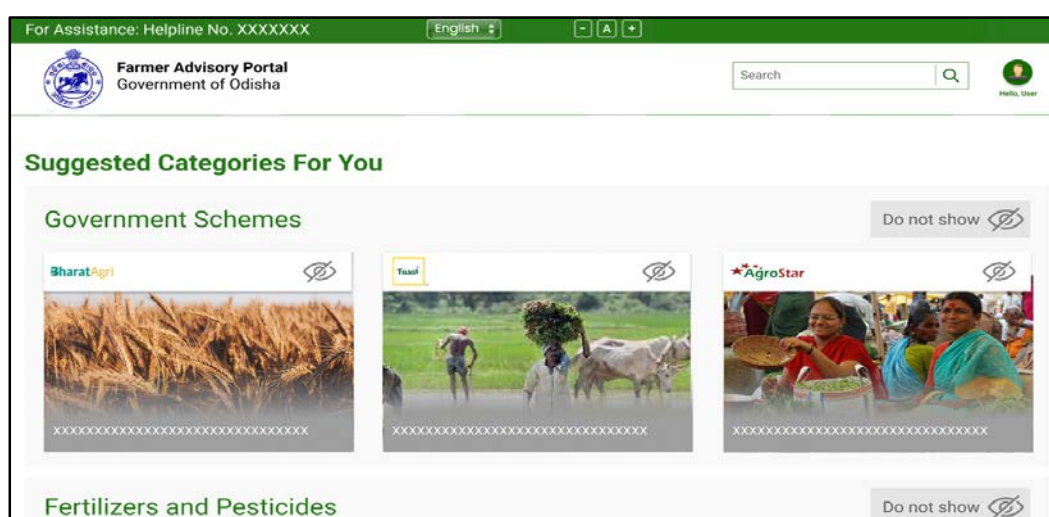 For Assistance: Helpline No. XXXXXXX English - A +
Farmer Advisory Portal
Government of Odisha
Search
Hello, User
Suggested Categories For You
Government Schemes Do not show
BharatAgri AgroStar
XXXXXXXXXXXXXXXXXXXXXXXXXXXXXXX XXXXXXXXXXXXXXXXXXXXXXXXXXXXXXX XXXXXXXXXXXXXXXXXXXXXXXXXXXXXXX
Fertilizers and Pesticides Do not show